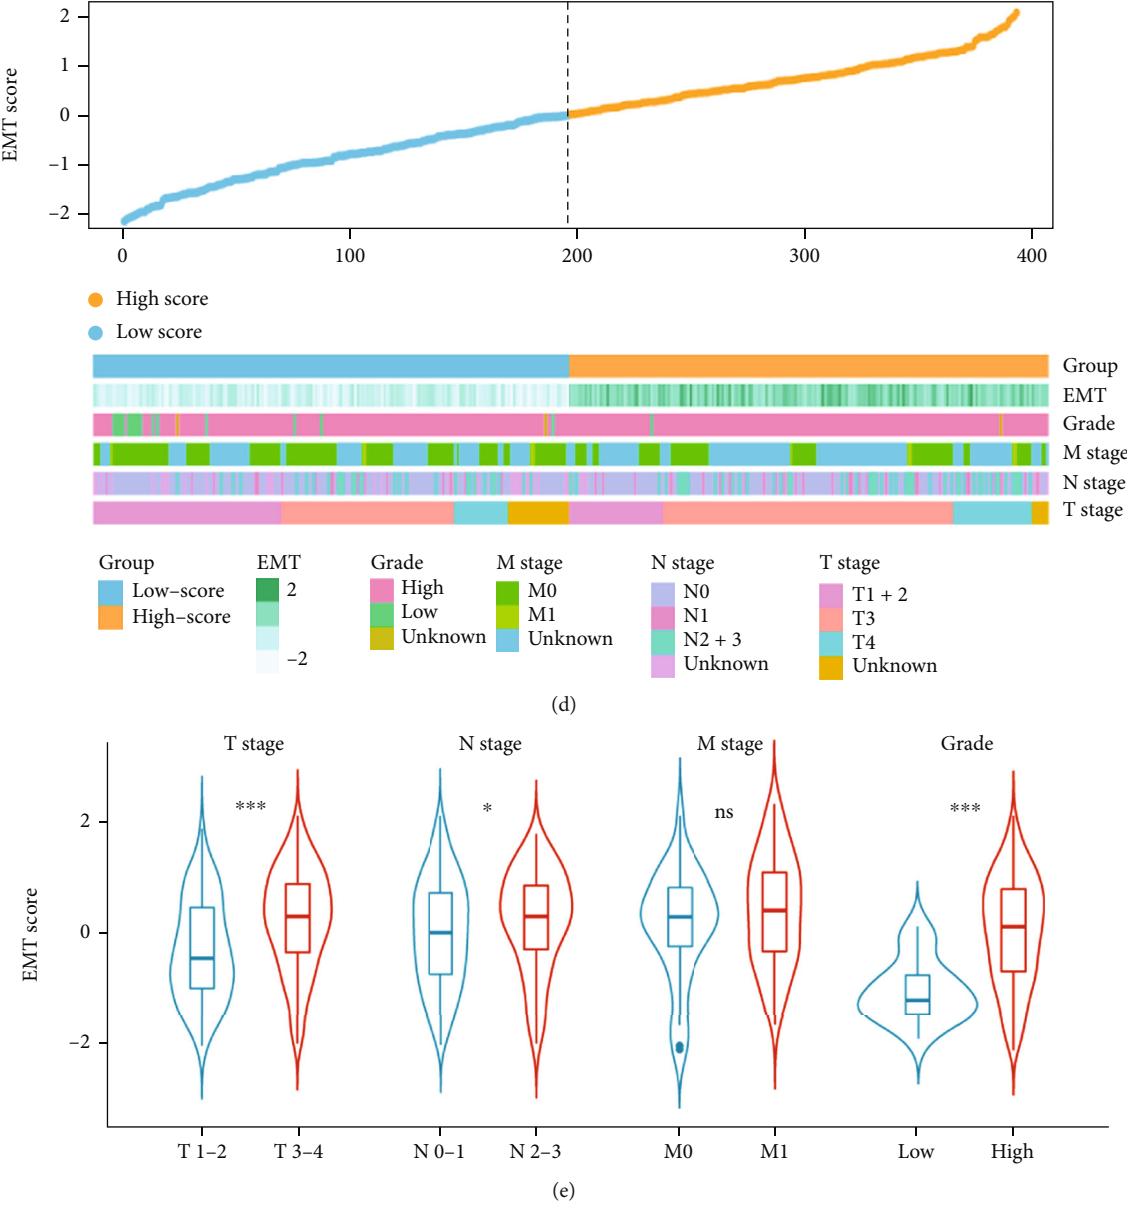 2
1
0
–1
–2
EMT score
0 100 200 300 400
High score
Low score
Group
EMT
Grade
M stage
N stage
T stage
Group
Low–score
High–score
EMT
2
–2
Grade
High
Low
Unknown
M stage
M0
M1
Unknown
N stage
N0
N1
N2 + 3
Unknown
T stage
T1 + 2
T3
T4
Unknown
(d)
T stage N stage M stage Grade
*** * ns ***
2
0
–2
EMT score
T 1–2 T 3–4 N 0–1 N 2–3 M0 M1 Low High
(e)